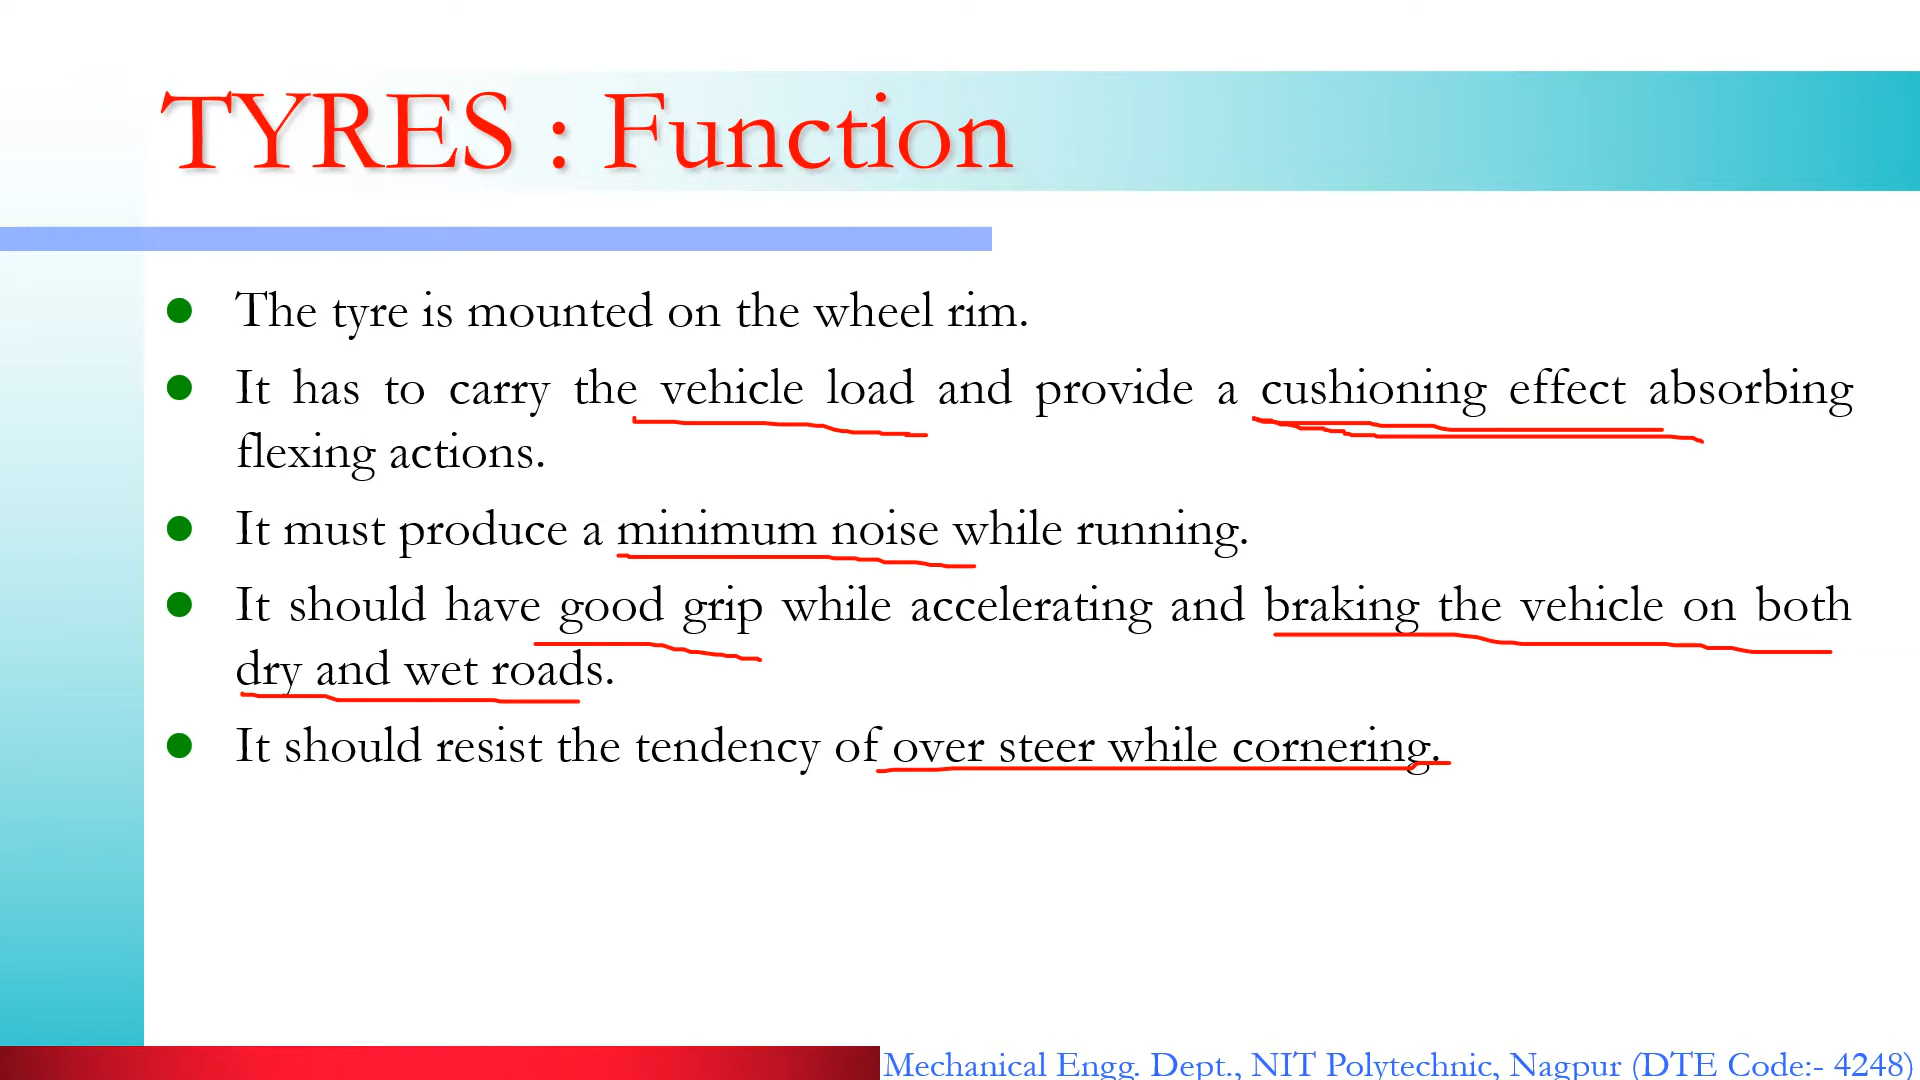 TYRES : Function
The tyre is mounted on the wheel rim.
It has to carry the vehicle load and provide a cushioning effect absorbing
flexing actions.
It must produce a minimum noise while running.
It should have good grip while accelerating and braking the vehicle on both
dry and wet roads.
It should resist the tendency of over steer while cornering.
Mechanical Engg. Dept., NIT Polytechnic, Nagpur (DTE Code:- 4248)